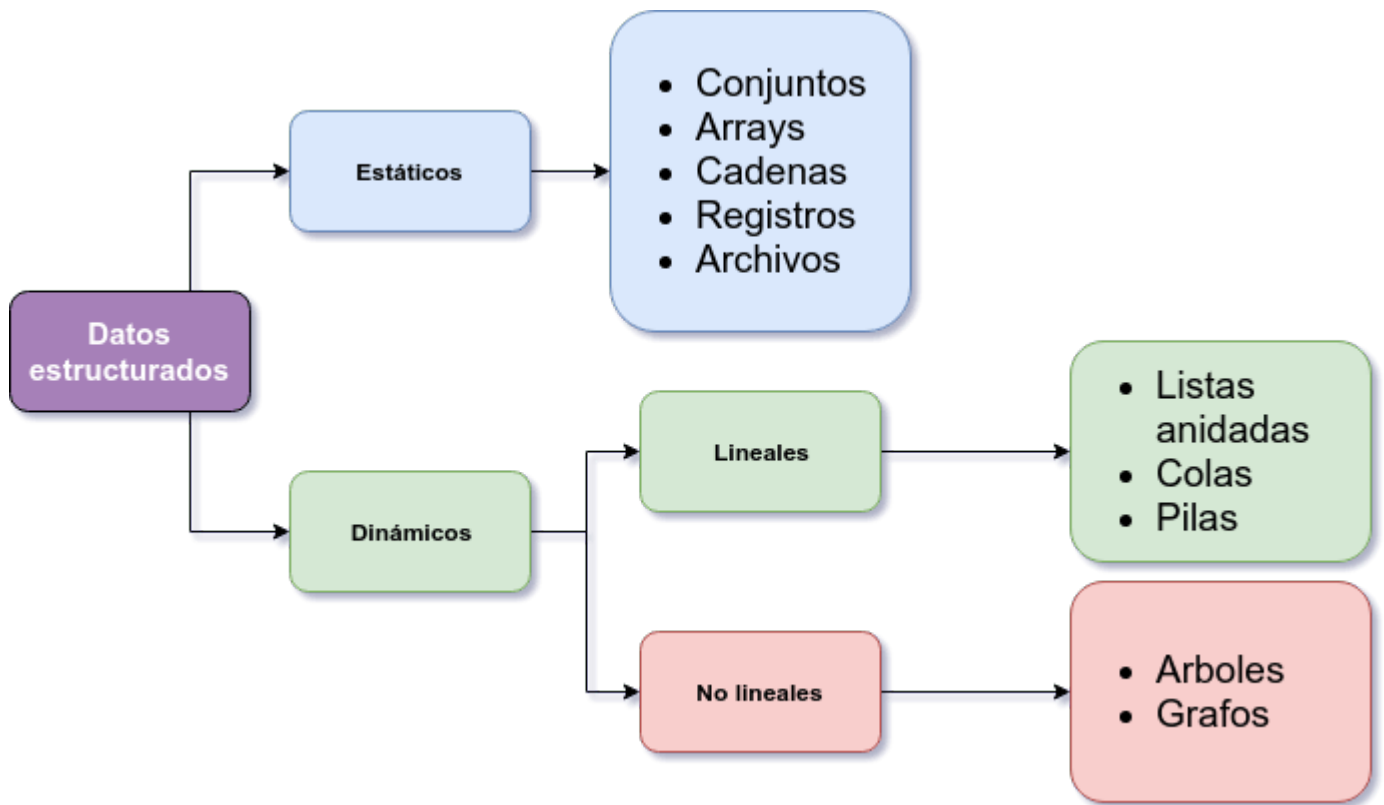 • Conjuntos
• Arrays
• Cadenas
• Registros
• Archivos
Estáticos
Datos
estructurados
• Listas
anidadas
• Colas
• Pilas
Lineales
Dinámicos
• Arboles
• Grafos
No lineales